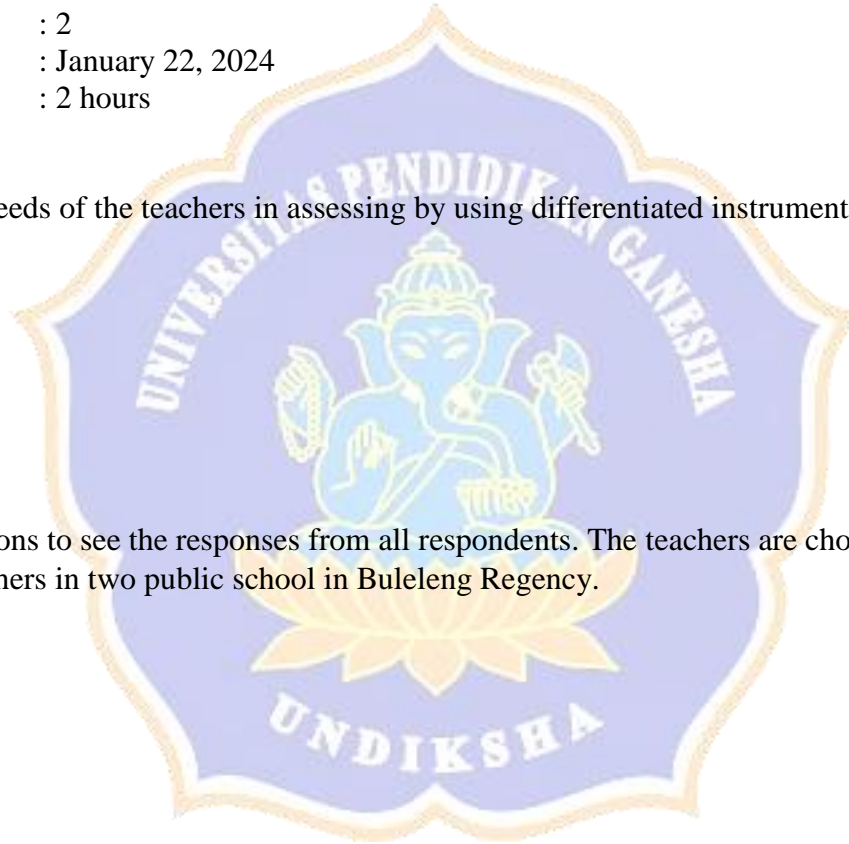 : 2
: January 22, 2024
: 2 hours
eeds of the teachers in assessing by using differentiated instrument
UNIVERSITAS PENDIDIKAN GANESHA
ons to see the responses from all respondents. The teachers are cho
hers in two public school in Buleleng Regency.
UNDIKSHA